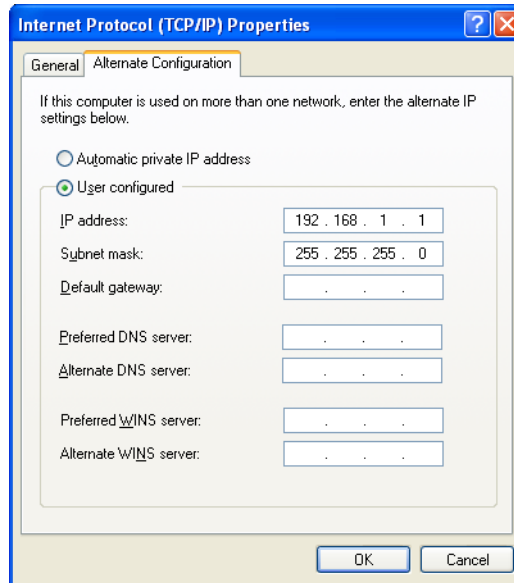 Internet Protocol (TCP/IP) Properties
General
Alternate Configuration
If this computer is used on more than one network, enter the alternate IP
settings below.
Automatic private IP address
User configured
IP address:
192 . 168 . 1 . 1
Subnet mask:
255 . 255 . 255 . 0
Default gateway:
. . .
Preferred DNS server:
. . .
Alternate DNS server:
. . .
Preferred WINS server:
. . .
Alternate WINS server:
. . .
OK
Cancel